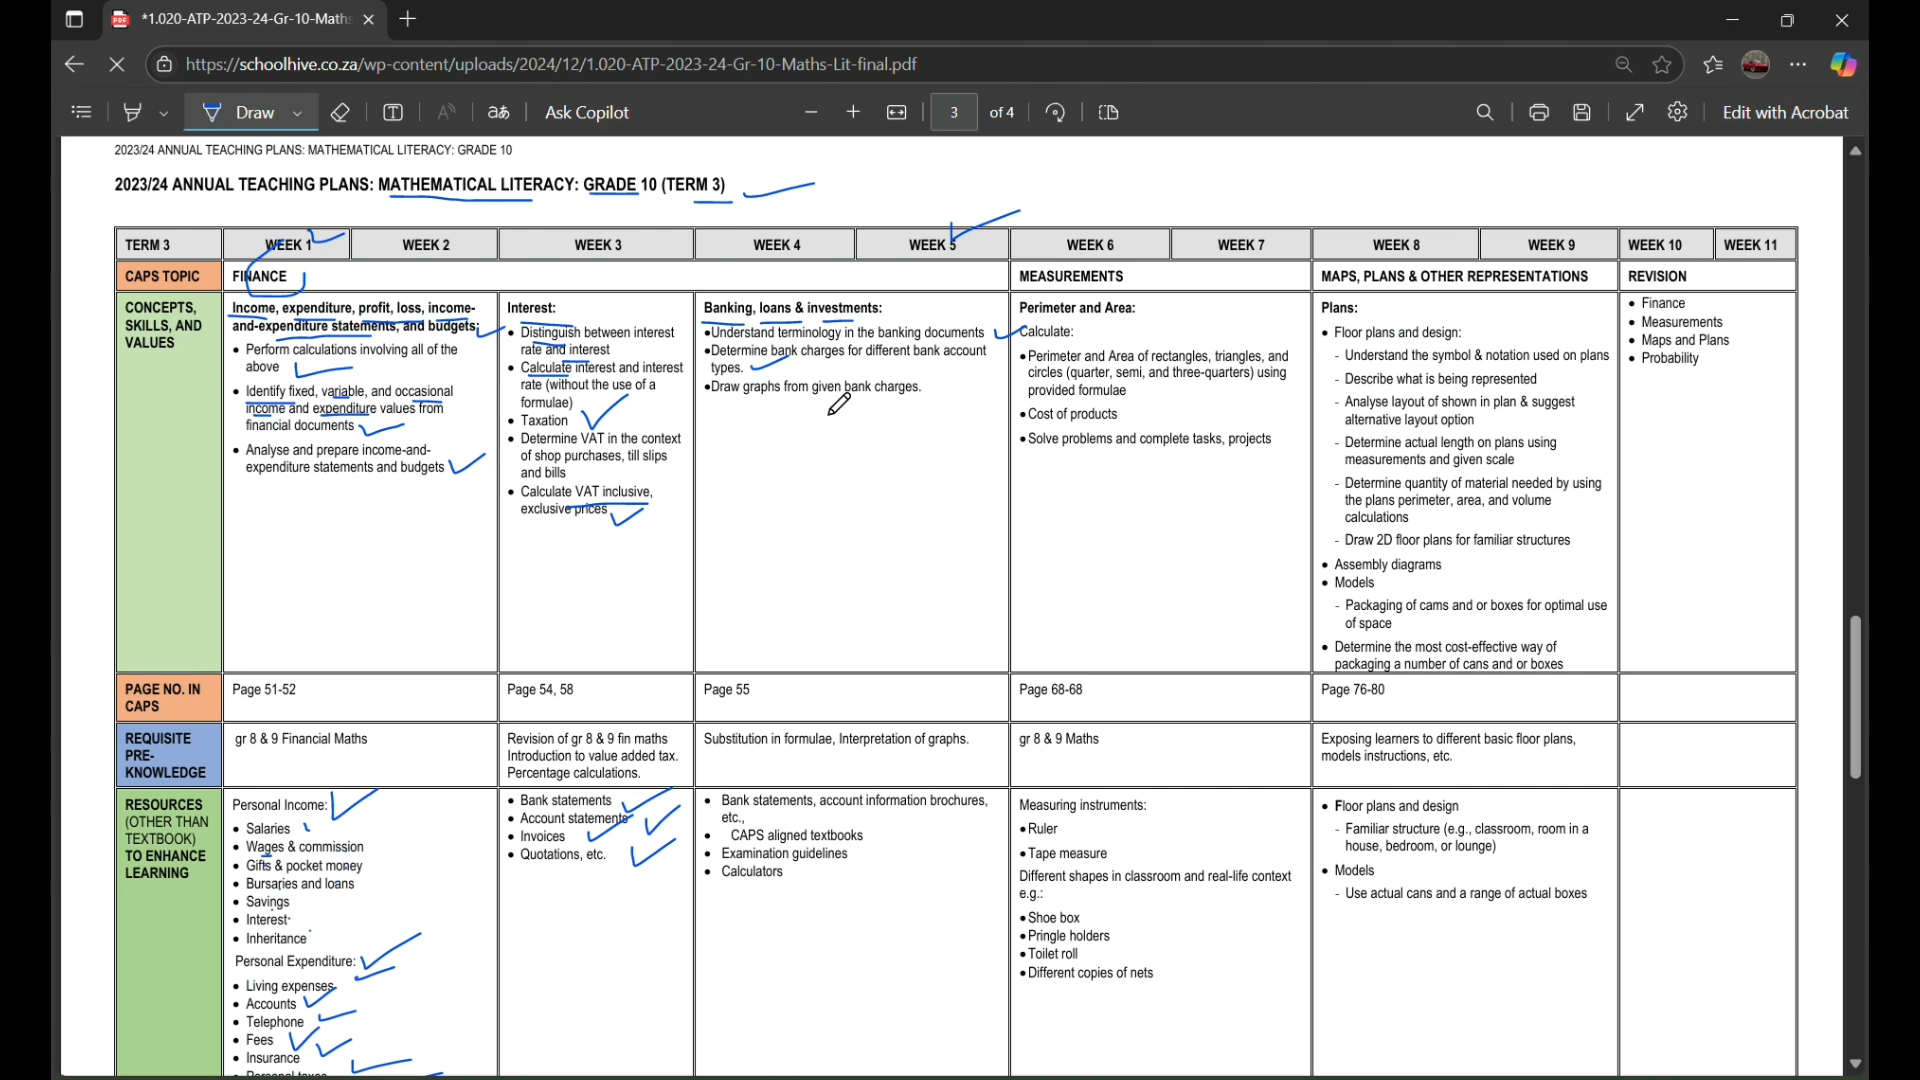 *1.020-ATP-2023-24-Gr-10-Maths
https://schoolhive.co.za/wp-content/uploads/2024/12/1.020-ATP-2023-24-Gr-10-Maths-Lit-final.pdf
Draw
aあ
Ask Copilot
3 of 4
Edit with Acrobat
2023/24 ANNUAL TEACHING PLANS: MATHEMATICAL LITERACY: GRADE 10
2023/24 ANNUAL TEACHING PLANS: MATHEMATICAL LITERACY: GRADE 10 (TERM 3)
TERM 3 WEEK 1 WEEK 2 WEEK 3 WEEK 4 WEEK 5 WEEK 6 WEEK 7 WEEK 8 WEEK 9 WEEK 10 WEEK 11
CAPS TOPIC FINANCE MEASUREMENTS MAPS, PLANS & OTHER REPRESENTATIONS REVISION
CONCEPTS,
SKILLS, AND
VALUES
Income, expenditure, profit, loss, income-
and-expenditure statements, and budgets:
• Perform calculations involving all of the
above
• Identify fixed, variable, and occasional
income and expenditure values from
financial documents
• Analyse and prepare income-and-
expenditure statements and budgets
Interest:
• Distinguish between interest
rate and interest
• Calculate interest and interest
rate (without the use of a
formulae)
• Taxation
• Determine VAT in the context
of shop purchases, till slips
and bills
• Calculate VAT inclusive,
exclusive prices
Banking, loans & investments:
•Understand terminology in the banking documents
•Determine bank charges for different bank account
types.
•Draw graphs from given bank charges.
Perimeter and Area:
Calculate:
•Perimeter and Area of rectangles, triangles, and
circles (quarter, semi, and three-quarters) using
provided formulae
•Cost of products
•Solve problems and complete tasks, projects
Plans:
• Floor plans and design:
- Understand the symbol & notation used on plans
- Describe what is being represented
- Analyse layout of shown in plan & suggest
alternative layout option
- Determine actual length on plans using
measurements and given scale
- Determine quantity of material needed by using
the plans perimeter, area, and volume
calculations
- Draw 2D floor plans for familiar structures
• Assembly diagrams
• Models
- Packaging of cams and or boxes for optimal use
of space
• Determine the most cost-effective way of
packaging a number of cans and or boxes
• Finance
• Measurements
• Maps and Plans
• Probability
PAGE NO. IN
CAPS
Page 51-52
Page 54, 58
Page 55
Page 68-68
Page 76-80
REQUISITE
PRE-
KNOWLEDGE
gr 8 & 9 Financial Maths
Revision of gr 8 & 9 fin maths
Introduction to value added tax.
Percentage calculations.
Substitution in formulae, Interpretation of graphs.
gr 8 & 9 Maths
Exposing learners to different basic floor plans,
models instructions, etc.
RESOURCES
(OTHER THAN
TEXTBOOK)
TO ENHANCE
LEARNING
Personal Income:
• Salaries
• Wages & commission
• Gifts & pocket money
• Bursaries and loans
• Savings
• Interest
• Inheritance
Personal Expenditure:
• Living expenses
• Accounts
• Telephone
• Fees
• Insurance
• Personal taxes
• Bank statements
• Account statements
• Invoices
• Quotations, etc.
• Bank statements, account information brochures,
etc.,
• CAPS aligned textbooks
• Examination guidelines
• Calculators
Measuring instruments:
•Ruler
•Tape measure
Different shapes in classroom and real-life context
e.g.:
•Shoe box
•Pringle holders
•Toilet roll
•Different copies of nets
• Floor plans and design
- Familiar structure (e.g., classroom, room in a
house, bedroom, or lounge)
• Models
- Use actual cans and a range of actual boxes